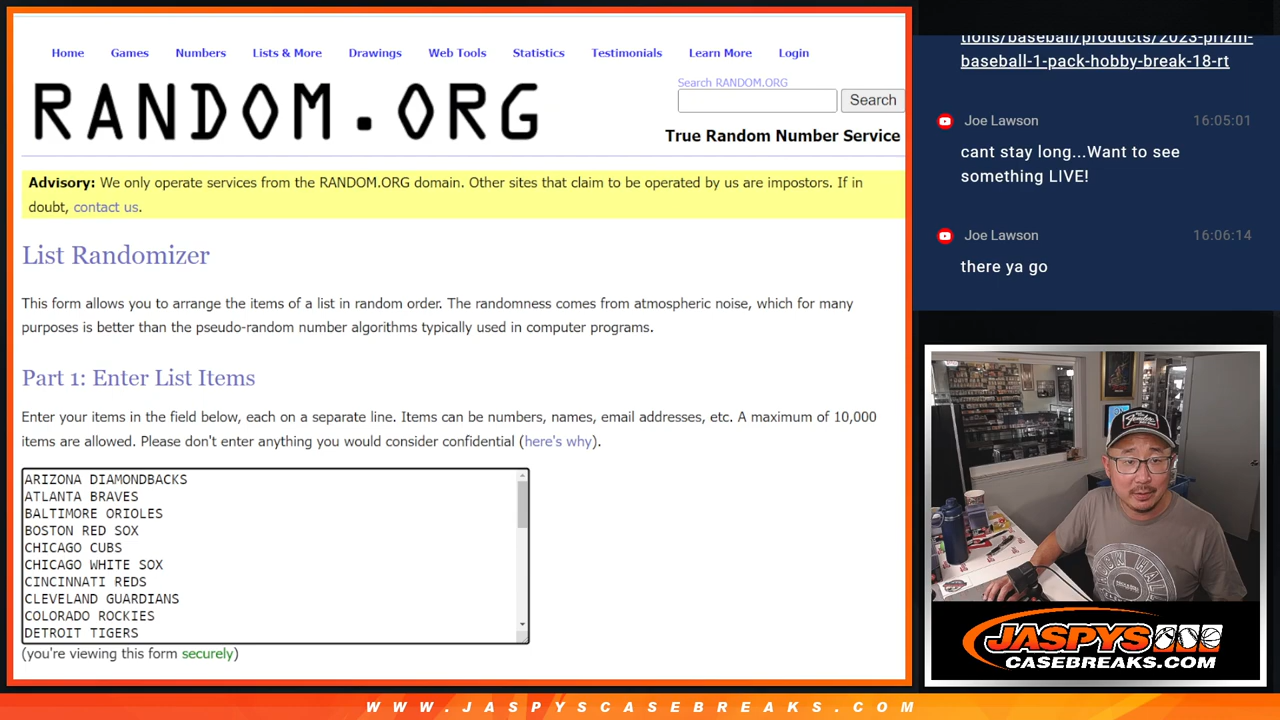 Home Games Numbers Lists & More Drawings Web Tools Statistics Testimonials Learn More Login
Search RANDOM.ORG
RANDOM.ORG
Search
True Random Number Service
Advisory: We only operate services from the RANDOM.ORG domain. Other sites that claim to be operated by us are impostors. If in
doubt, contact us.
List Randomizer
This form allows you to arrange the items of a list in random order. The randomness comes from atmospheric noise, which for many
purposes is better than the pseudo-random number algorithms typically used in computer programs.
Part 1: Enter List Items
Enter your items in the field below, each on a separate line. Items can be numbers, names, email addresses, etc. A maximum of 10,000
items are allowed. Please don't enter anything you would consider confidential (here's why).
ARIZONA DIAMONDBACKS
ATLANTA BRAVES
BALTIMORE ORIOLES
BOSTON RED SOX
CHICAGO CUBS
CHICAGO WHITE SOX
CINCINNATI REDS
CLEVELAND GUARDIANS
COLORADO ROCKIES
DETROIT TIGERS
(you're viewing this form securely)
tions/baseball/products/2023-prizm-
baseball-1-pack-hobby-break-18-rt
Joe Lawson 16:05:01
cant stay long...Want to see
something LIVE!
Joe Lawson 16:06:14
there ya go
JASPYS
CASEBREAKS.COM
WWW.JASPYSCASEBREAKS.COM